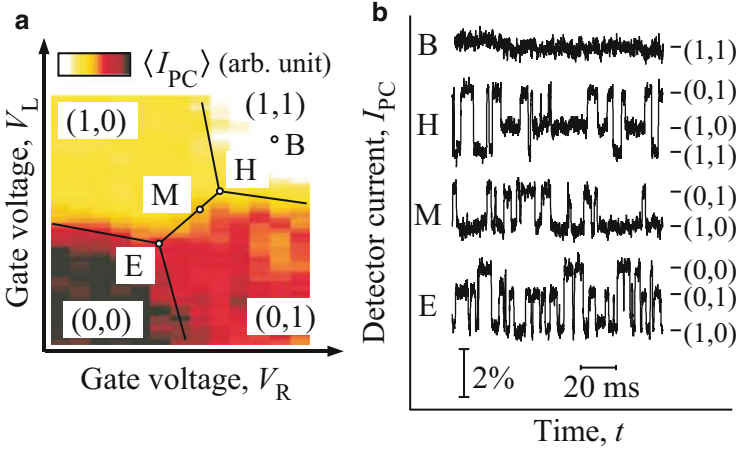 a
⟨I_PC⟩ (arb. unit)
(1,0)
(1,1)
B
H
M
E
(0,0)
(0,1)
Gate voltage, V_L
Gate voltage, V_R
b
B
(1,1)
H
(0,1)
(1,0)
(1,1)
M
(0,1)
(1,0)
E
(0,0)
(0,1)
(1,0)
2%
20 ms
Detector current, I_PC
Time, t